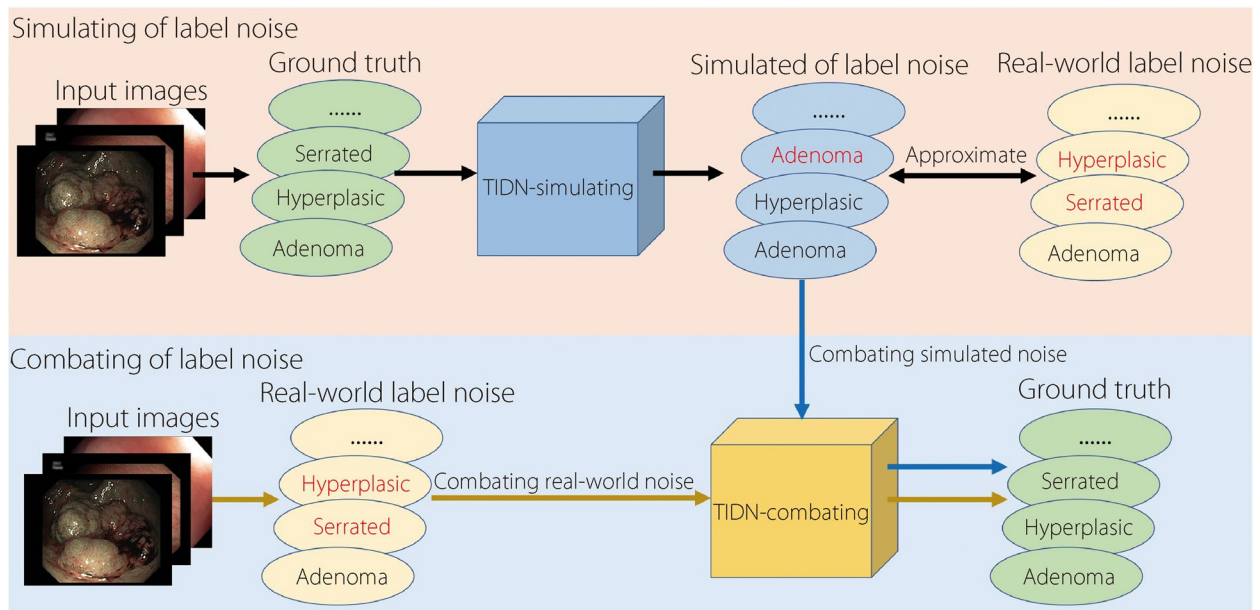 Simulating of label noise
Input images
Ground truth
......
Serrated
Hyperplasic
Adenoma
TIDN-simulating
Simulated of label noise
......
Adenoma
Hyperplasic
Adenoma
Approximate
Real-world label noise
......
Hyperplasic
Serrated
Adenoma
Combating of label noise
Input images
Real-world label noise
......
Hyperplasic
Serrated
Adenoma
Combating real-world noise
Combating simulated noise
TIDN-combating
Ground truth
......
Serrated
Hyperplasic
Adenoma